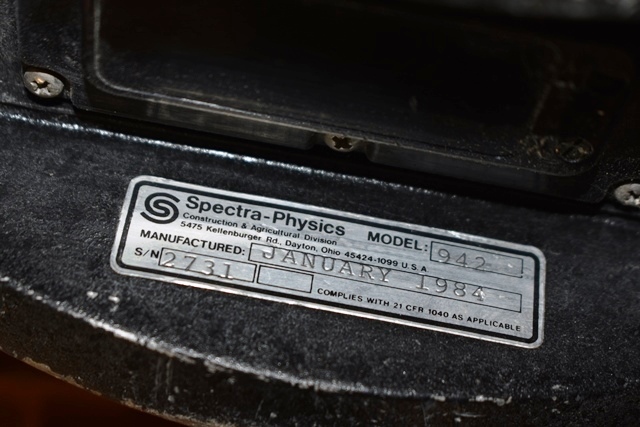 Spectra-Physics
Construction & Agricultural Division
5475 Kellenburger Rd., Dayton, Ohio 45424-1099 U.S.A
MODEL: 942
MANUFACTURED: JANUARY 1984
S/N 2731
COMPLIES WITH 21 CFR 1040 AS APPLICABLE